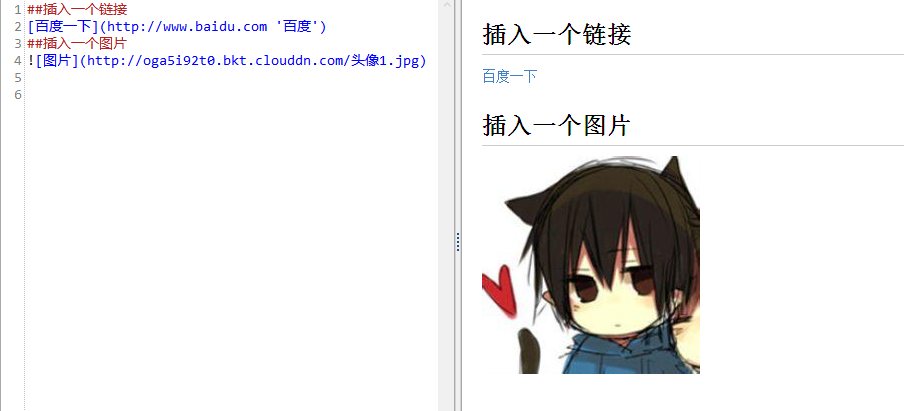 1 ##插入一个链接
2 [百度一下](http://www.baidu.com '百度')
3 ##插入一个图片
4 ![图片](http://oga5i92t0.bkt.clouddn.com/头像1.jpg)
5
6
插入一个链接
百度一下
插入一个图片